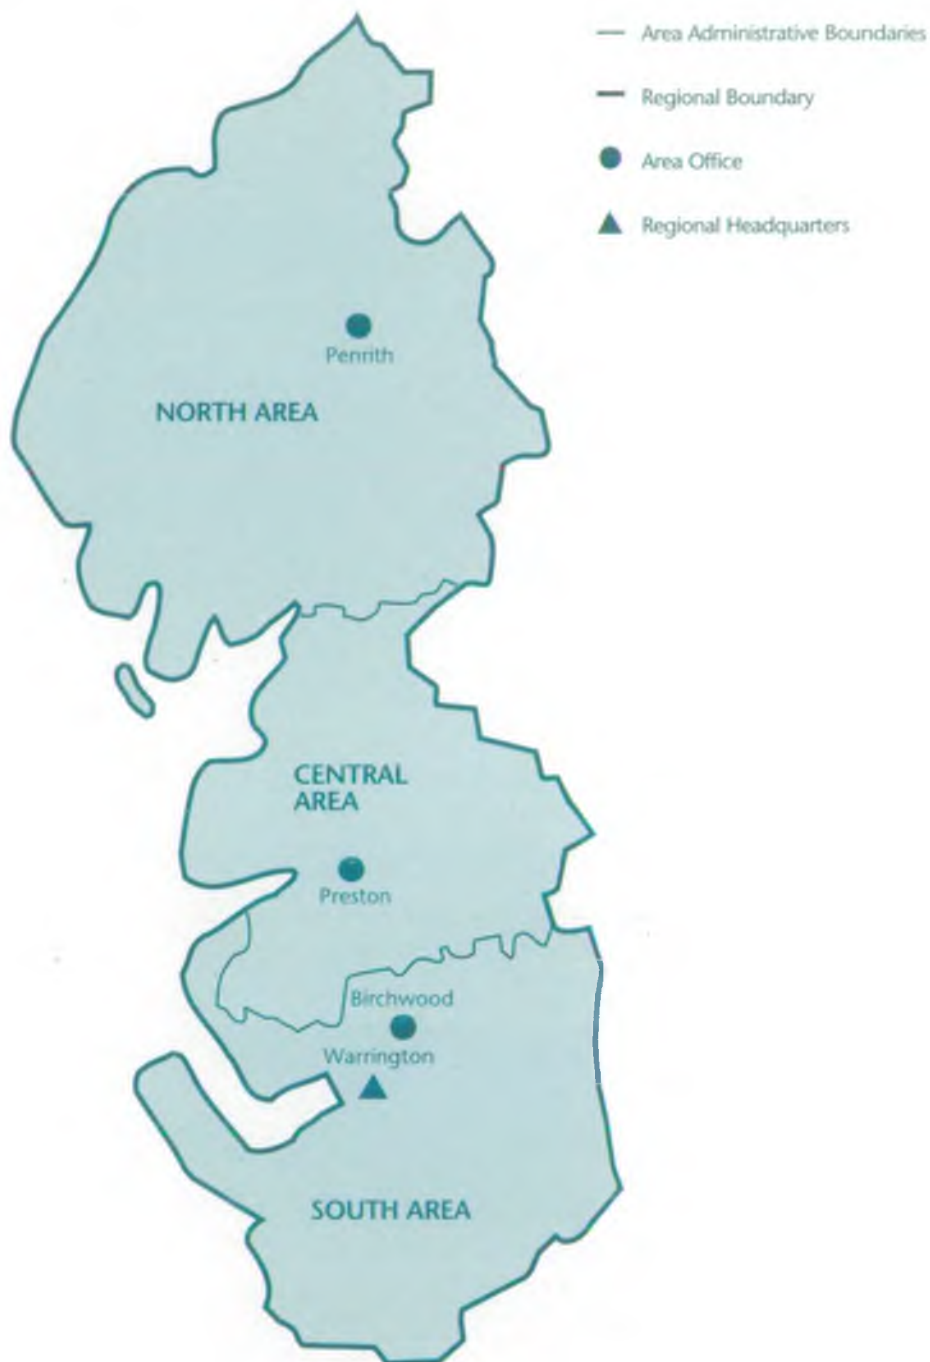 Area Administrative Boundaries
Regional Boundary
Area Office
Regional Headquarters
Penrith
NORTH AREA
CENTRAL
AREA
Preston
Birchwood
Warrington
SOUTH AREA